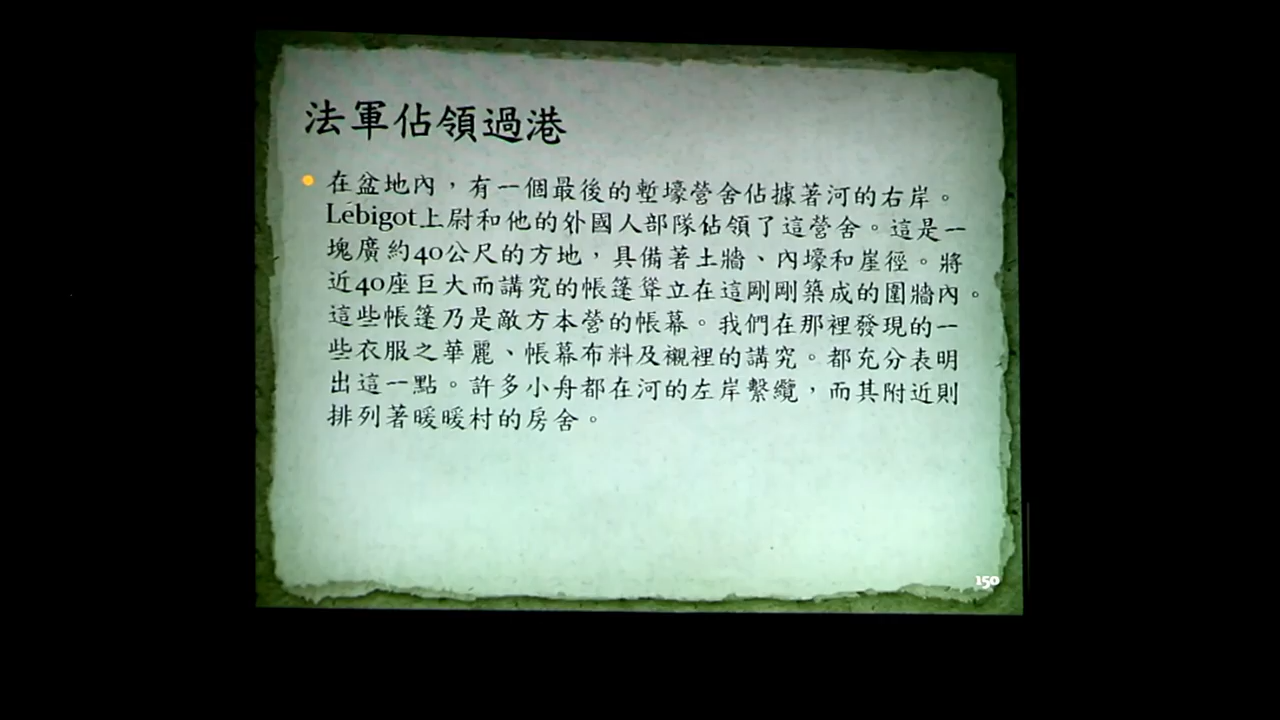 法軍佔領過港
在盆地內，有一個最後的塹壕營舍佔據著河的右岸。
Lebigot上尉和他的外國人部隊佔領了這營舍。這是一
塊廣約40公尺的方地，具備著土牆、內壕和崖徑。將
近40座巨大而講究的帳篷聳立在這剛剛築成的圍牆內。
這些帳篷乃是敵方本營的帳幕。我們在那裡發現的一
些衣服之華麗、帳幕布料及襯裡的講究。都充分表明
出這一點。許多小舟都在河的左岸繫纜，而其附近則
排列著暖暖村的房舍。
150